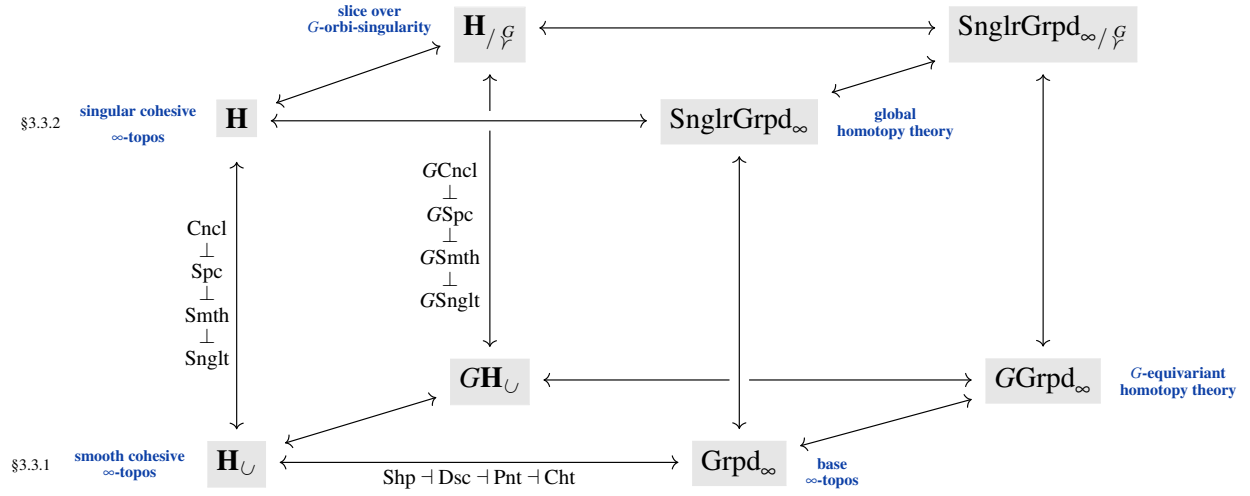 slice over
G-orbi-singularity
𝐇/≺G
SnglrGrpd∞/≺G
§3.3.2
singular cohesive
∞-topos
𝐇
SnglrGrpd∞
global
homotopy theory
Cncl
⊥
Spc
⊥
Smth
⊥
Snglt
GCncl
⊥
GSpc
⊥
GSmth
⊥
GSnglt
G𝐇∪
GGrpd∞
G-equivariant
homotopy theory
§3.3.1
smooth cohesive
∞-topos
𝐇∪
Shp ⊣ Dsc ⊣ Pnt ⊣ Cht
Grpd∞
base
∞-topos